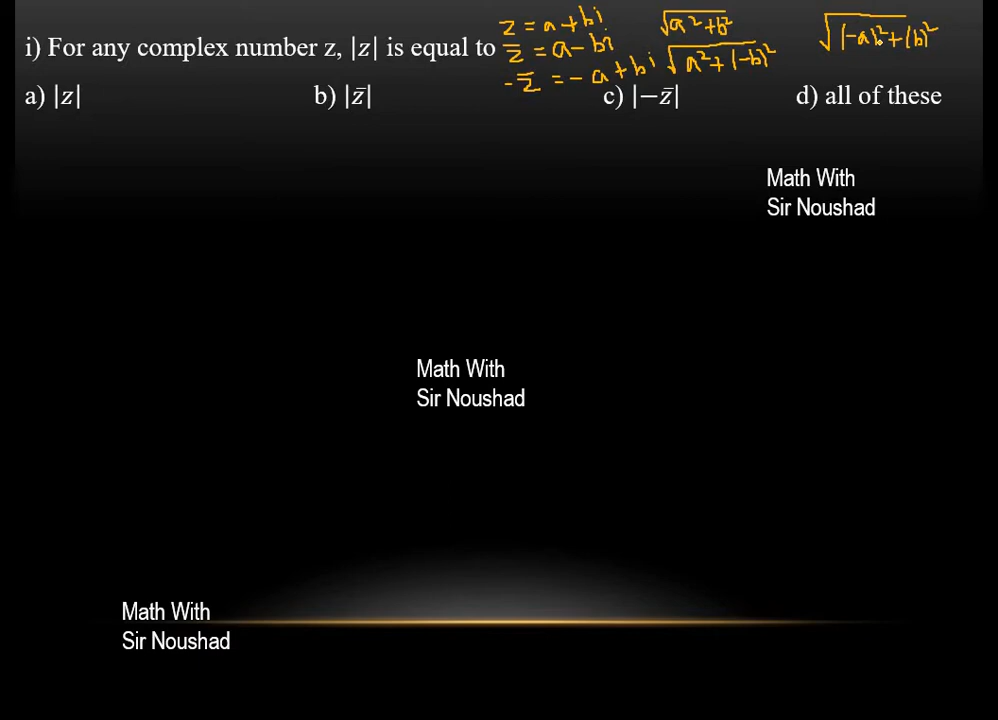 i) For any complex number z, |z| is equal to
z = a + bi √a² + b²
z̄ = a - bi √a² + (-b)²
-z̄ = - a + bi √(-a)² + (b)²
a) |z| b) |z̄| c) |−z̄| d) all of these
Math With
Sir Noushad
Math With
Sir Noushad
Math With
Sir Noushad